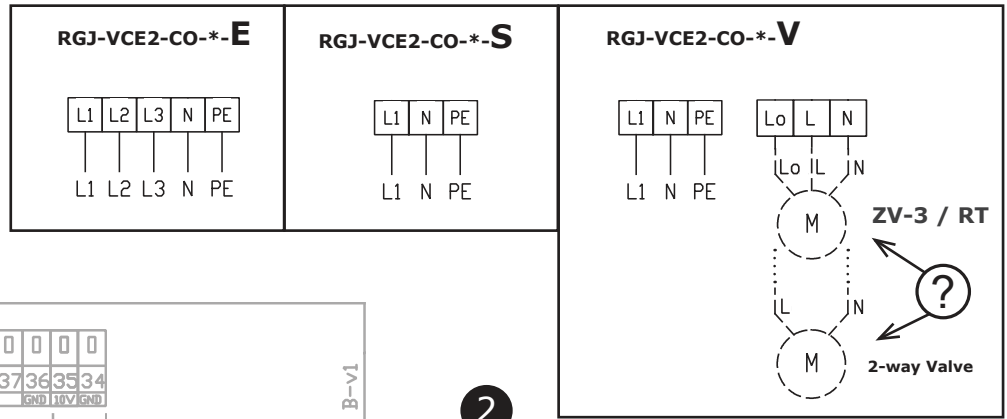 RGJ-VCE2-CO-*-E
L1 L2 L3 N PE
L1 L2 L3 N PE
RGJ-VCE2-CO-*-S
L1 N PE
L1 N PE
RGJ-VCE2-CO-*-V
L1 N PE
L1 N PE
Lo L N
Lo L N
M
ZV-3 / RT
?
L N
M
2-way Valve
37 36 35 34
GND 10V GND
B-v1
2